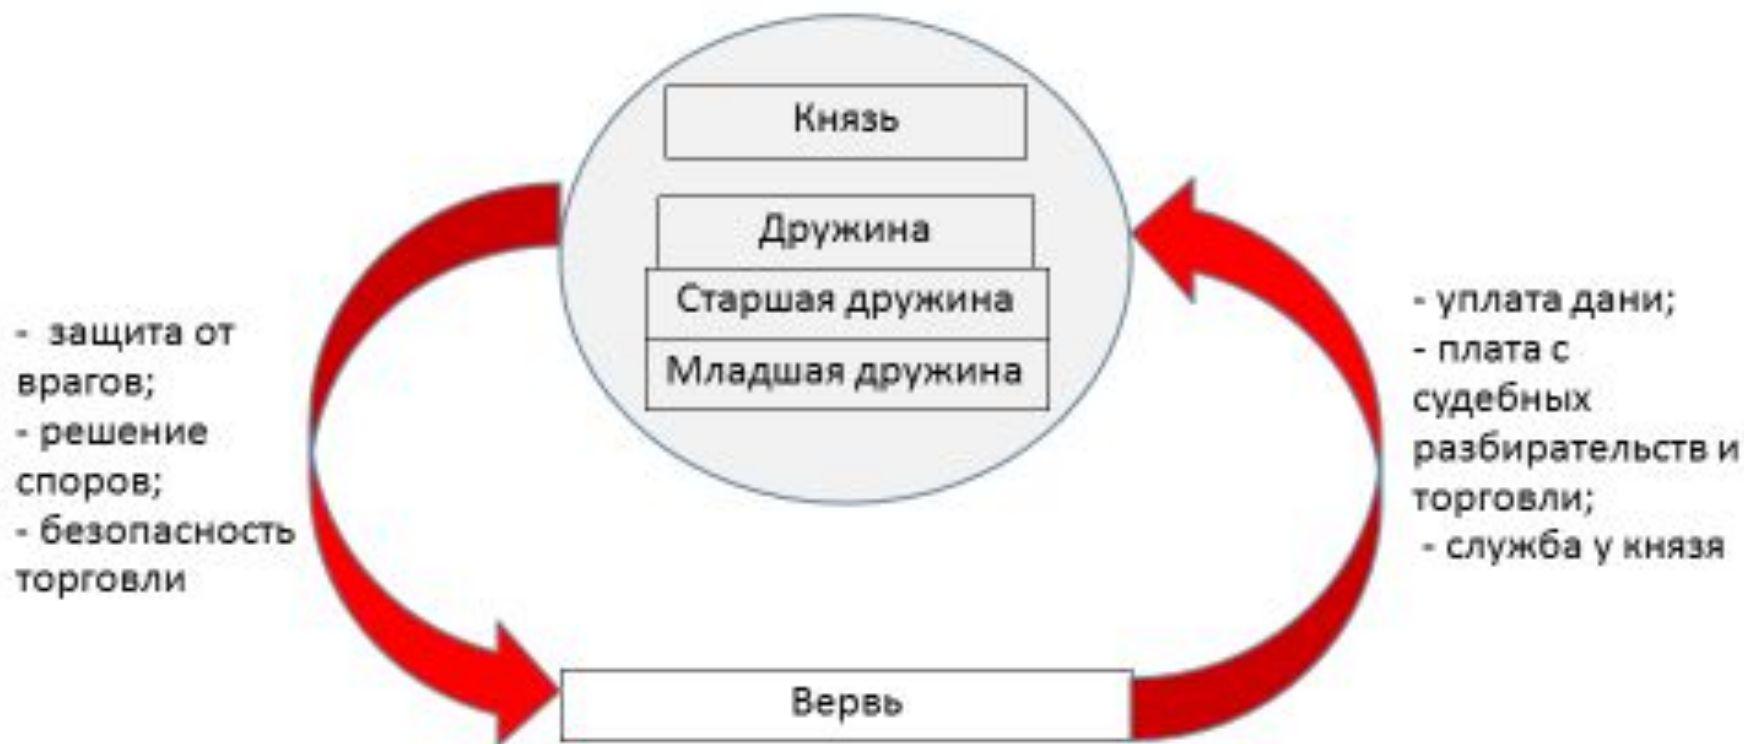 Князь
Дружина
Старшая дружина
Младшая дружина
- защита от
врагов;
- решение
споров;
- безопасность
торговли
- уплата дани;
- плата с
судебных
разбирательств и
торговли;
- служба у князя
Вервь